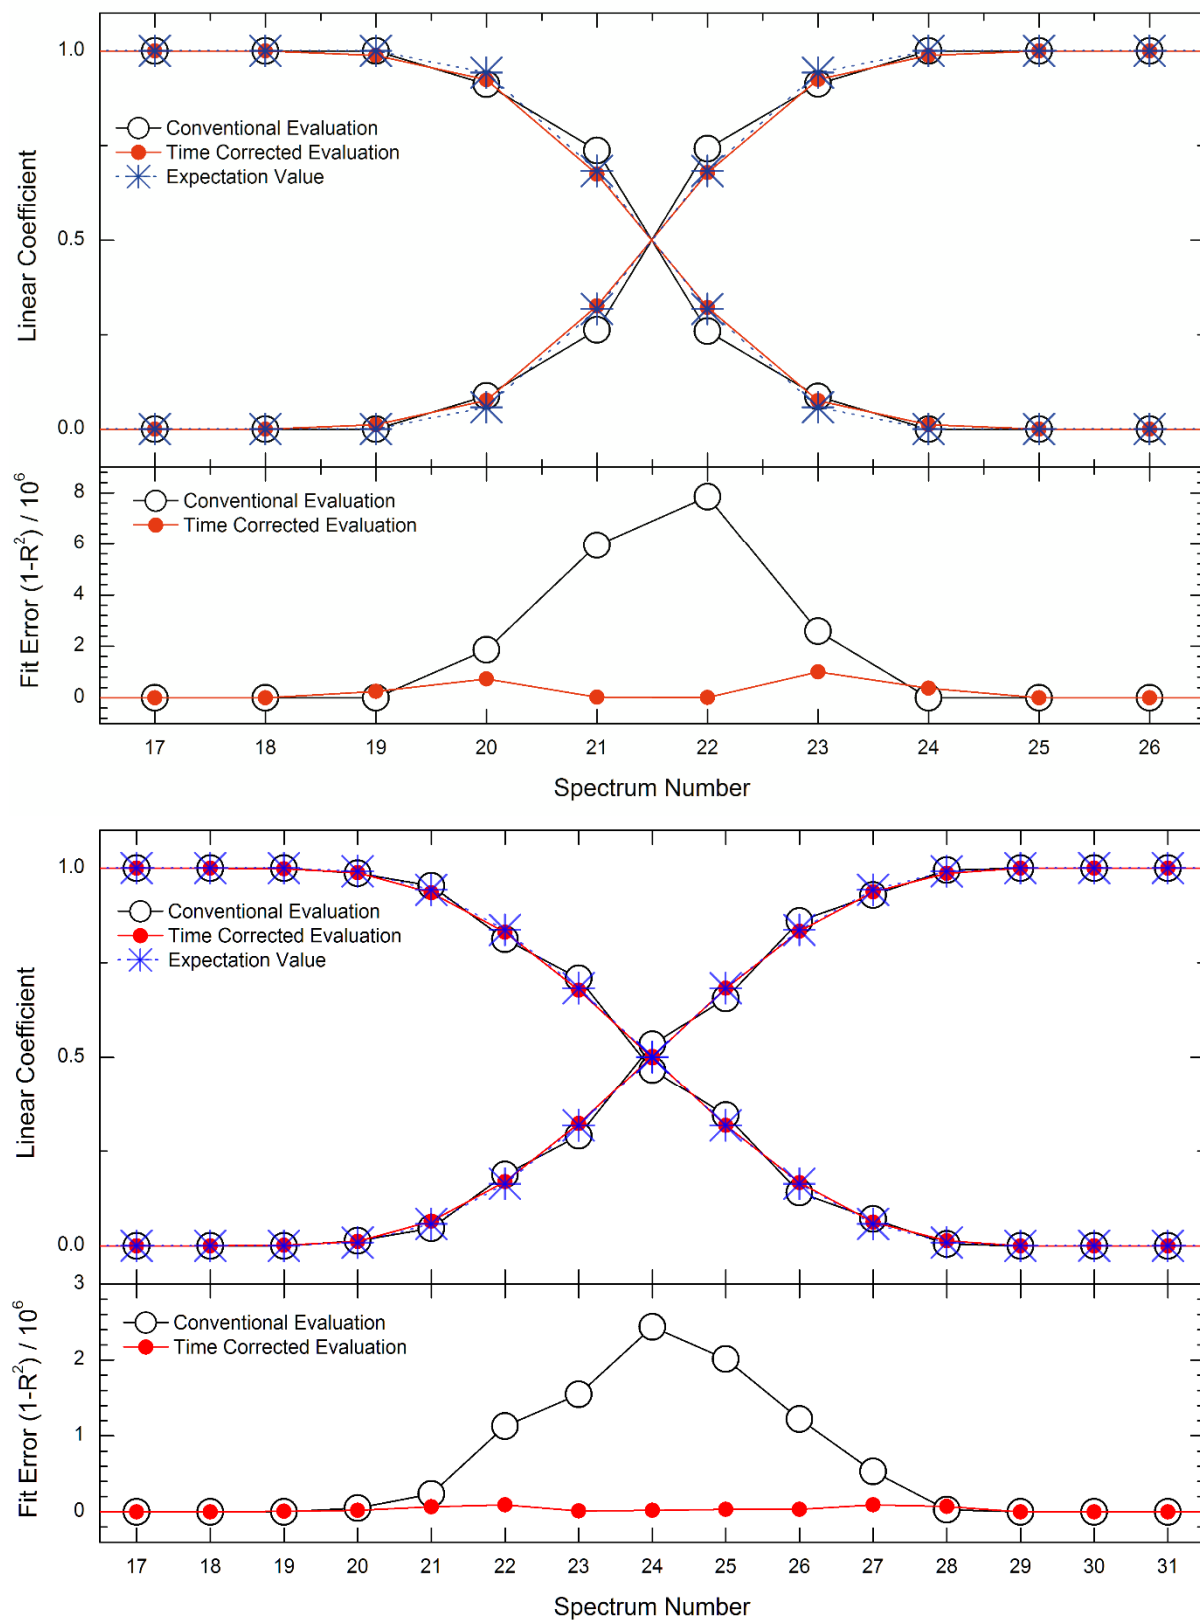 1.0
0.5
0.0
Linear Coefficient
Conventional Evaluation
Time Corrected Evaluation
Expectation Value
8
6
4
2
0
Fit Error (1-R²) / 10⁶
Conventional Evaluation
Time Corrected Evaluation
17 18 19 20 21 22 23 24 25 26
Spectrum Number
1.0
0.5
0.0
Linear Coefficient
Conventional Evaluation
Time Corrected Evaluation
Expectation Value
3
2
1
0
Fit Error (1-R²) / 10⁶
Conventional Evaluation
Time Corrected Evaluation
17 18 19 20 21 22 23 24 25 26 27 28 29 30 31
Spectrum Number